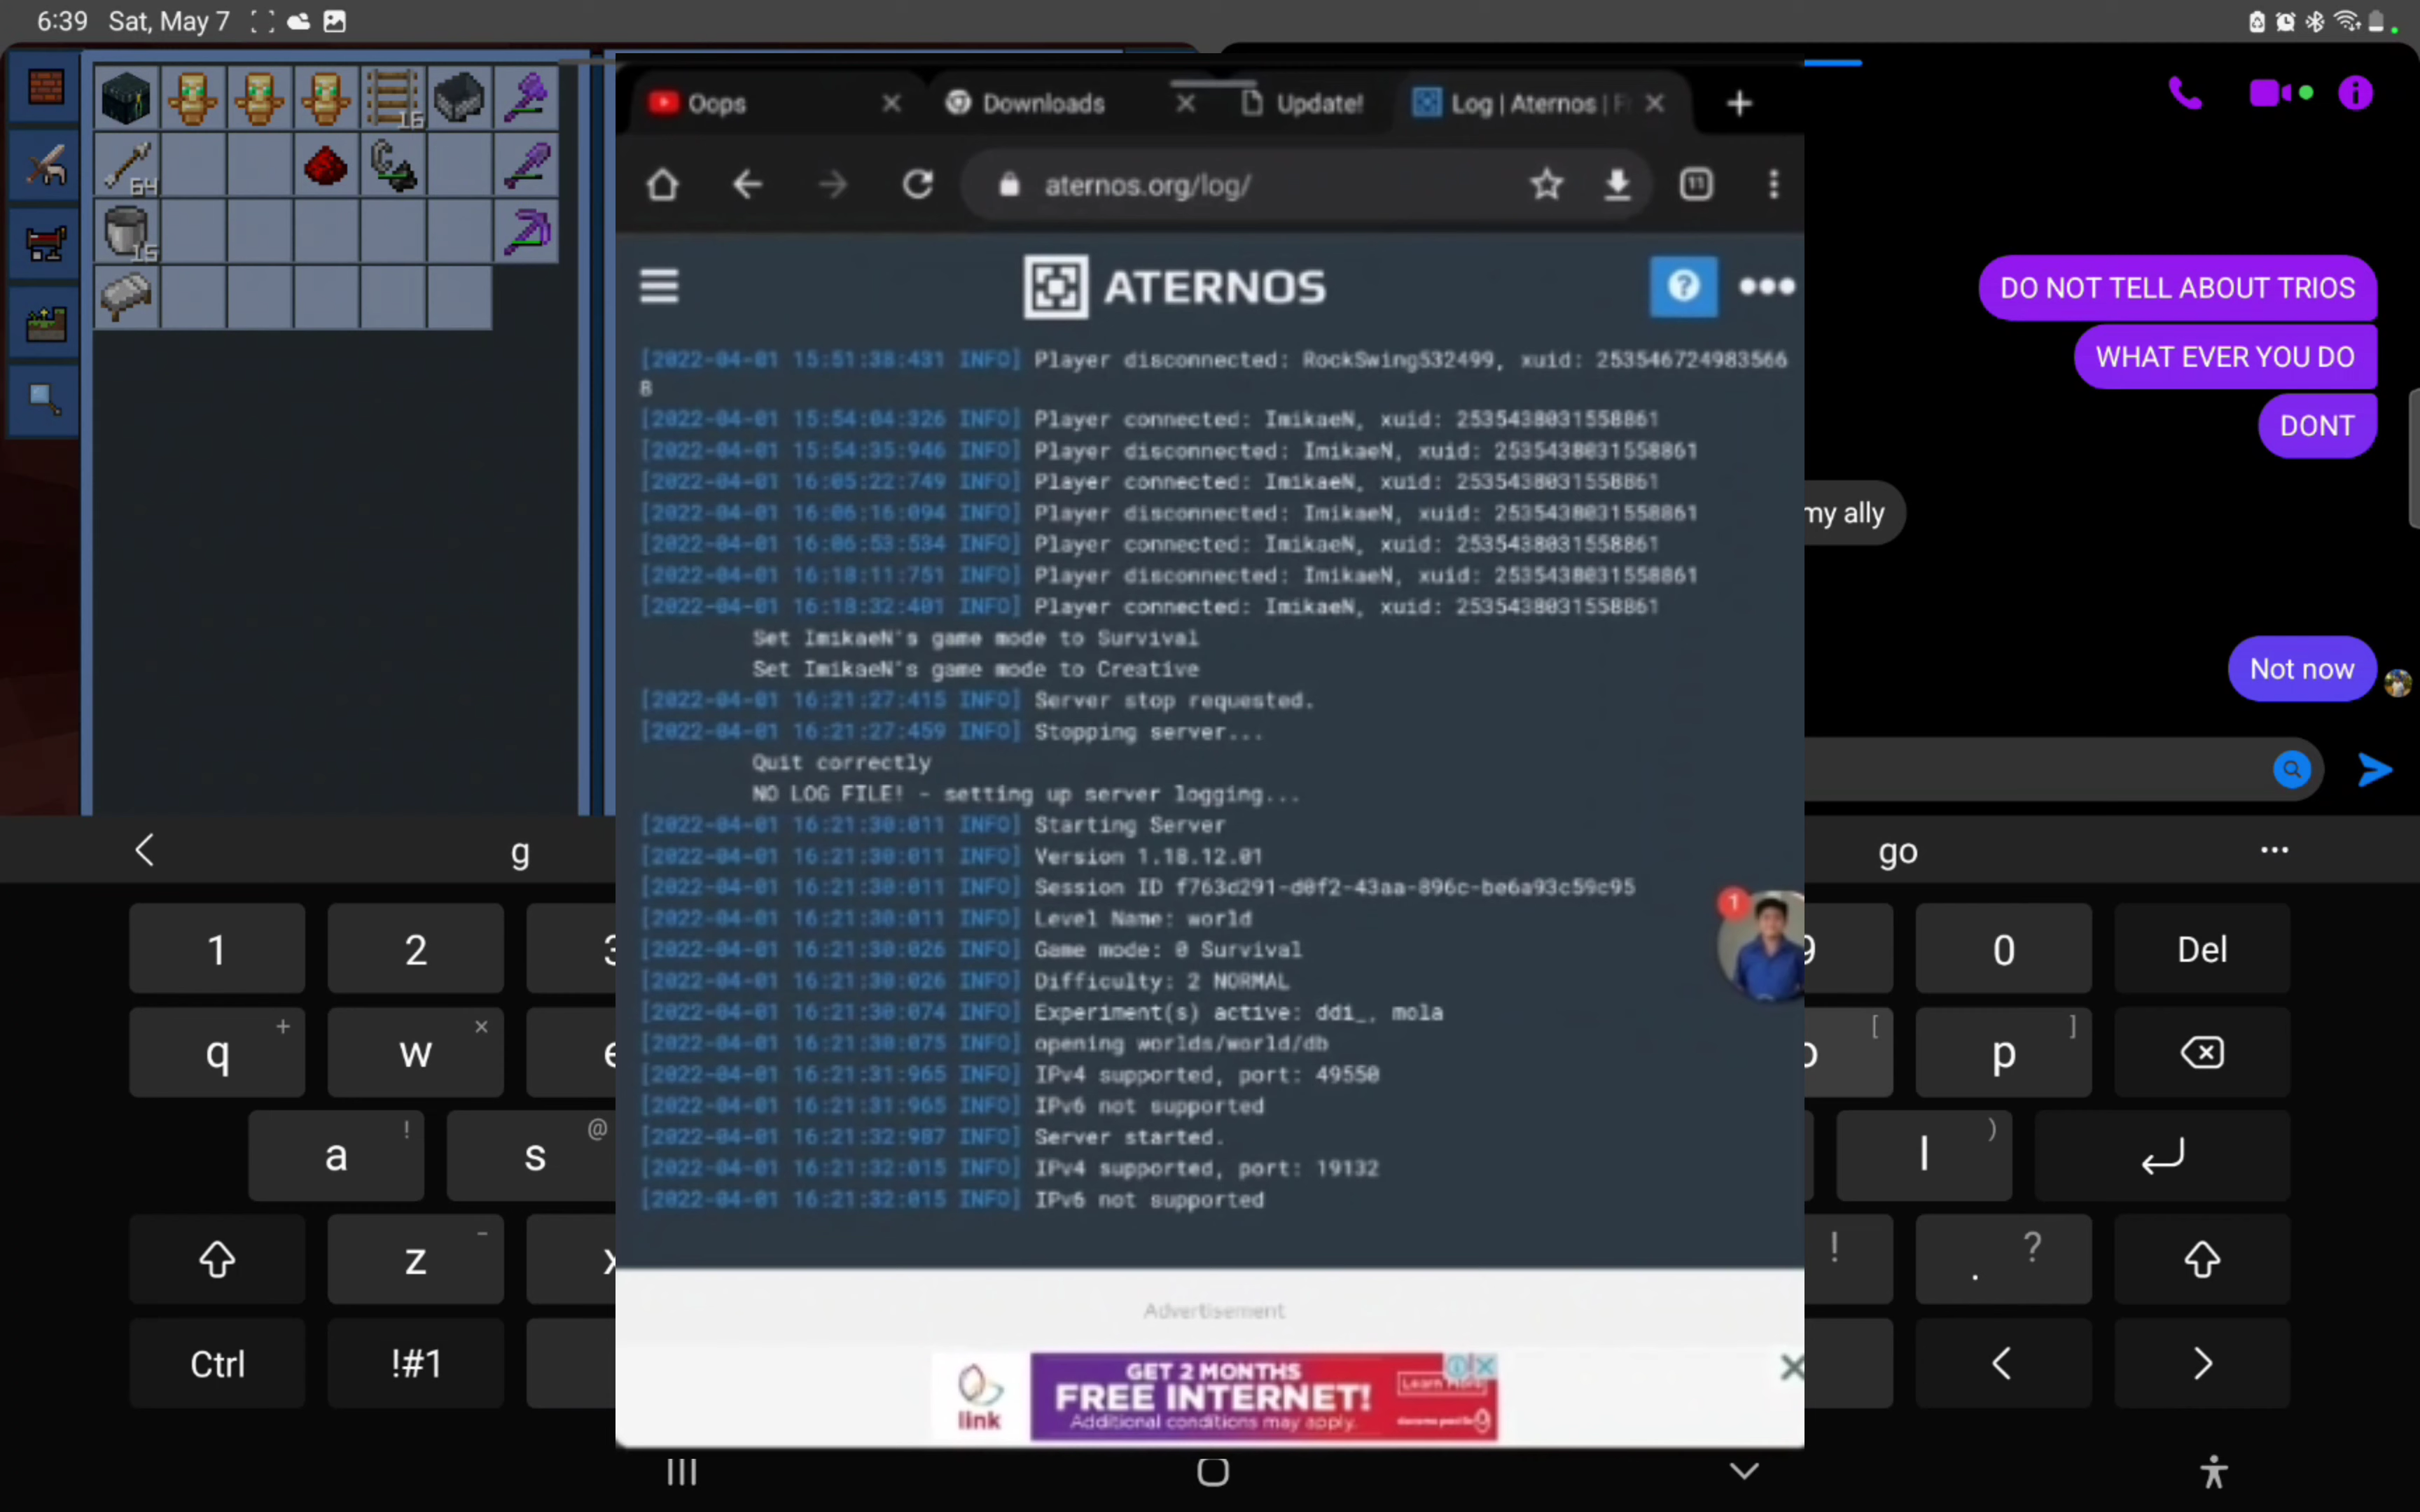 6:39 Sat, May 7
16
64
15
Oops
Downloads
Update!
Log | Aternos |
aternos.org/log/
11
ATERNOS
?
[2022-04-01 15:51:38:431 INFO] Player disconnected: RockSwing532499, xuid: 253546724983566
8
[2022-04-01 15:54:04:326 INFO] Player connected: ImikaeN, xuid: 2535438031558861
[2022-04-01 15:54:35:946 INFO] Player disconnected: ImikaeN, xuid: 2535438031558861
[2022-04-01 16:05:22:749 INFO] Player connected: ImikaeN, xuid: 2535438031558861
[2022-04-01 16:06:16:094 INFO] Player disconnected: ImikaeN, xuid: 2535438031558861
[2022-04-01 16:06:53:534 INFO] Player connected: ImikaeN, xuid: 2535438031558861
[2022-04-01 16:18:11:751 INFO] Player disconnected: ImikaeN, xuid: 2535438031558861
[2022-04-01 16:18:32:401 INFO] Player connected: ImikaeN, xuid: 2535438031558861
Set ImikaeN's game mode to Survival
Set ImikaeN's game mode to Creative
[2022-04-01 16:21:27:415 INFO] Server stop requested.
[2022-04-01 16:21:27:459 INFO] Stopping server...
Quit correctly
NO LOG FILE! - setting up server logging...
[2022-04-01 16:21:30:011 INFO] Starting Server
[2022-04-01 16:21:30:011 INFO] Version 1.18.12.01
[2022-04-01 16:21:30:011 INFO] Session ID f763d291-d0f2-43aa-896c-be6a93c59c95
[2022-04-01 16:21:30:011 INFO] Level Name: world
[2022-04-01 16:21:30:026 INFO] Game mode: 0 Survival
[2022-04-01 16:21:30:026 INFO] Difficulty: 2 NORMAL
[2022-04-01 16:21:30:074 INFO] Experiment(s) active: ddi_, mola
[2022-04-01 16:21:30:075 INFO] opening worlds/world/db
[2022-04-01 16:21:31:965 INFO] IPv4 supported, port: 49550
[2022-04-01 16:21:31:965 INFO] IPv6 not supported
[2022-04-01 16:21:32:987 INFO] Server started.
[2022-04-01 16:21:32:015 INFO] IPv4 supported, port: 19132
[2022-04-01 16:21:32:015 INFO] IPv6 not supported
1
Advertisement
link
GET 2 MONTHS
FREE INTERNET!
Additional conditions may apply.
Learn More
DO NOT TELL ABOUT TRIOS
WHAT EVER YOU DO
DONT
my ally
Not now
g
go
1 2 3
9 0 Del
q + w × e
[ p ]
a ! s @
l )
z - x
! . ?
Ctrl !#1
< >